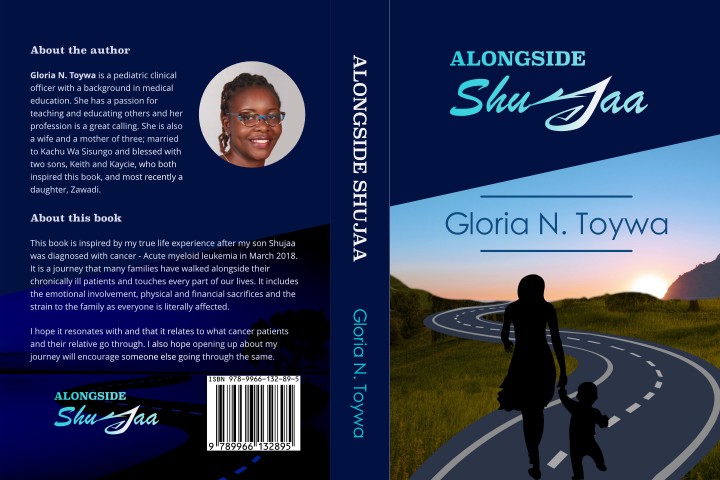 About the author
Gloria N. Toywa is a pediatric clinical
officer with a background in medical
education. She has a passion for
teaching and educating others and her
profession is a great calling. She is also
a wife and a mother of three; married
to Kachu Wa Sisungo and blessed with
two sons, Keith and Kaycie, who both
inspired this book, and most recently a
daughter, Zawadi.
About this book
This book is inspired by my true life experience after my son Shujaa
was diagnosed with cancer - Acute myeloid leukemia in March 2018.
It is a journey that many families have walked alongside their
chronically ill patients and touches every part of our lives. It includes
the emotional involvement, physical and financial sacrifices and the
strain to the family as everyone is literally affected.
I hope it resonates with and that it relates to what cancer patients
and their relative go through. I also hope opening up about my
journey will encourage someone else going through the same.
ALONGSIDE
ShuJaa
ISBN 978-9966-132-89-5
9 789966 132895
ALONGSIDE SHUJAA
Gloria N. Toywa
ALONGSIDE
ShuJaa
Gloria N. Toywa